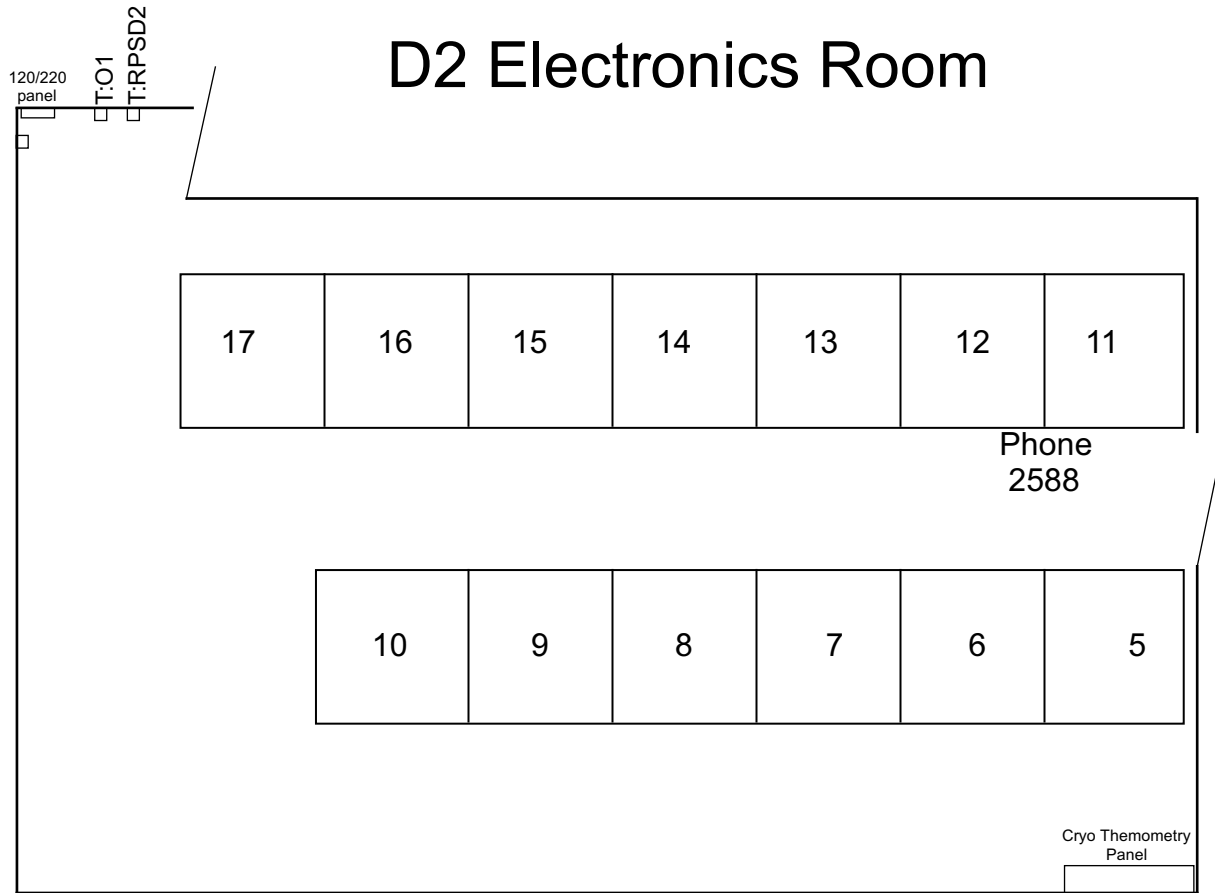 D2 Electronics Room
120/220
panel
T:O1
T:RPSD2
17 16 15 14 13 12 11
Phone
2588
10 9 8 7 6 5
Cryo Themometry
Panel